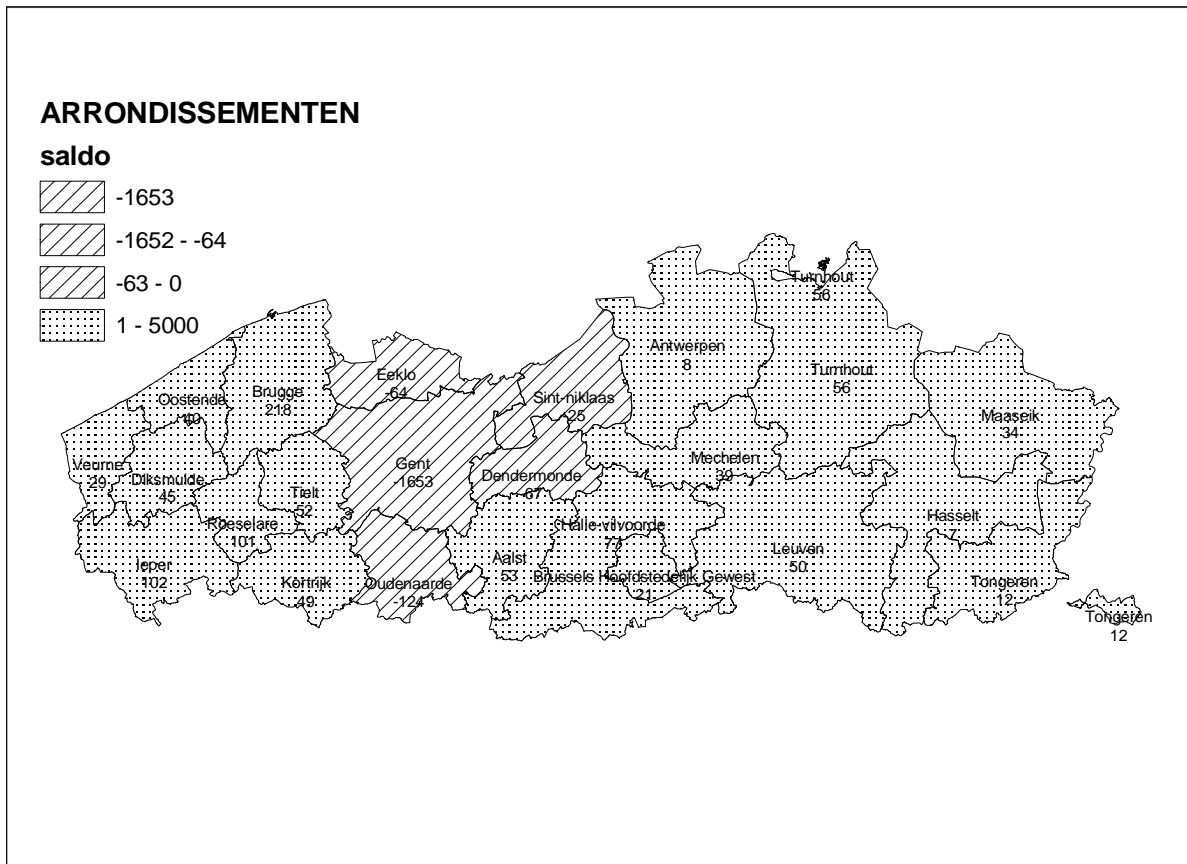 ARRONDISSEMENTEN
saldo
-1653
-1652 - -64
-63 - 0
1 - 5000
Turnhout
56
Antwerpen
8
Turnhout
56
Eeklo
-64
Brugge
218
Oostende
Sint-niklaas
-25
Maaseik
34
Veurne
29
Diksmulde
45
Gent
-1653
Dendermonde
-67
Mechelen
39
Tielt
52
Roeselare
101
Halle-vilvoorde
77
Hasselt
7
Ieper
102
Kortrijk
49
Oudenaarde
-124
Aalst
53
Brussels Hoofdstedelijk Gewest
21
Leuven
50
Tongeren
12
Tongeren
12